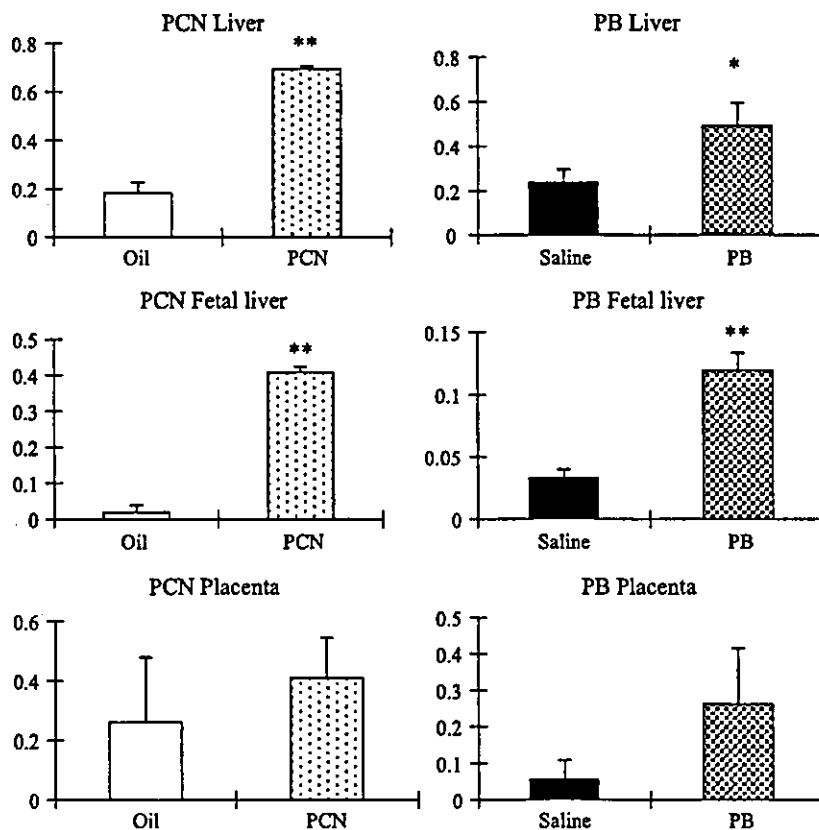 PCN Liver
**
0.8
0.6
0.4
0.2
0
Oil
PCN
PB Liver
*
0.8
0.6
0.4
0.2
0
Saline
PB
PCN Fetal liver
**
0.5
0.4
0.3
0.2
0.1
0
Oil
PCN
PB Fetal liver
**
0.15
0.1
0.05
0
Saline
PB
PCN Placenta
0.6
0.4
0.2
0
Oil
PCN
PB Placenta
0.5
0.4
0.3
0.2
0.1
0
Saline
PB